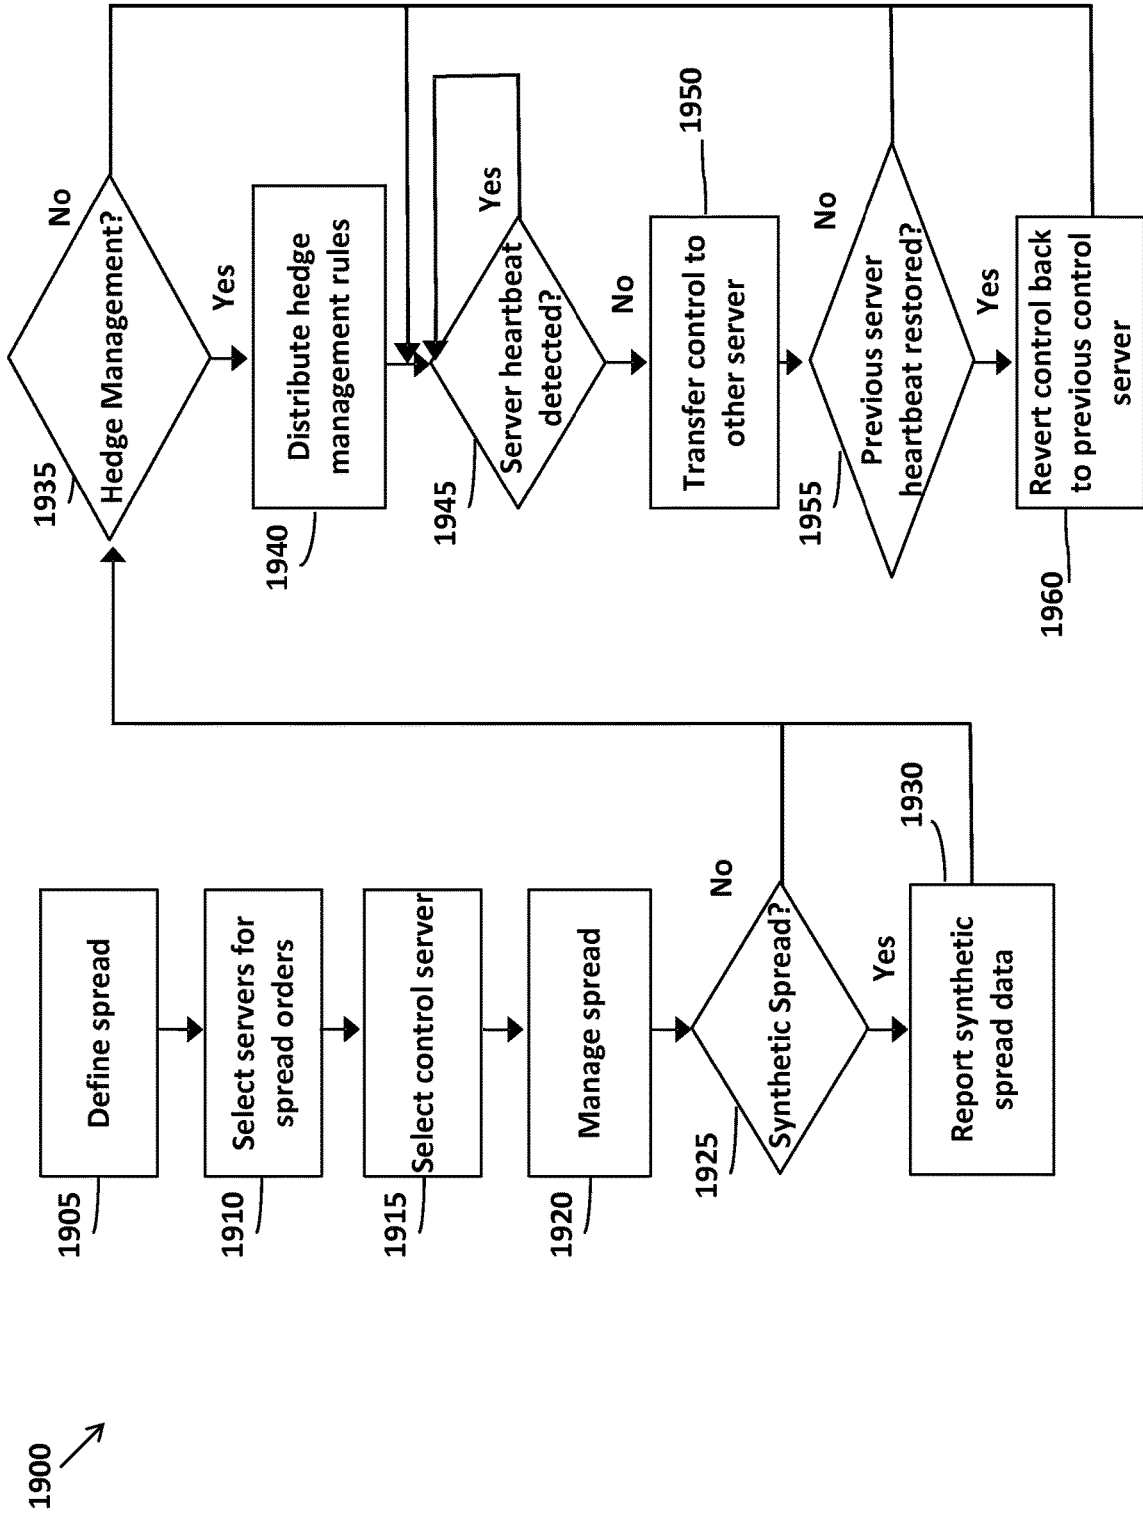 1900
1905
Define spread
1910
Select servers for
spread orders
1915
Select control server
1920
Manage spread
1925
Synthetic Spread?
No
Yes
1930
Report synthetic
spread data
1935
Hedge Management?
No
Yes
1940
Distribute hedge
management rules
1945
Server heartbeat
detected?
Yes
No
1950
Transfer control to
other server
1955
Previous server
heartbeat restored?
No
Yes
1960
Revert control back
to previous control
server